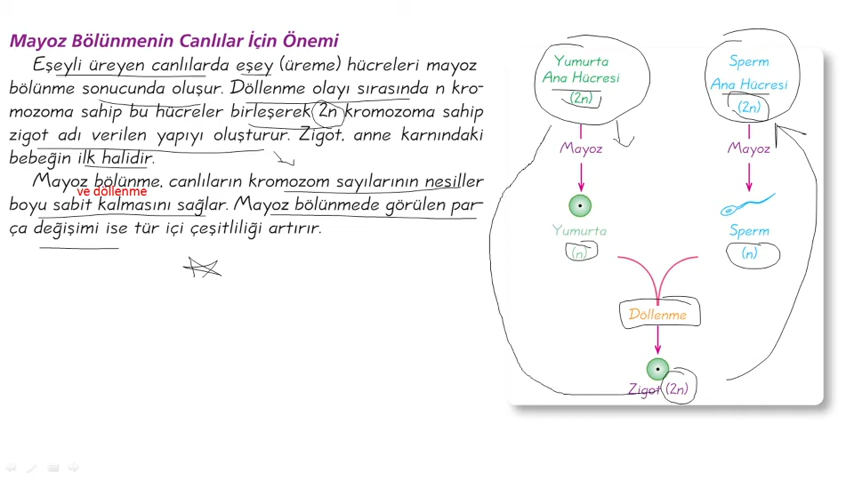 Mayoz Bölünmenin Canlılar İçin Önemi
Eşeyli üreyen canlılarda eşey (üreme) hücreleri mayoz
bölünme sonucunda oluşur. Döllenme olayı sırasında n kro-
mozoma sahip bu hücreler birleşerek 2n kromozoma sahip
zigot adı verilen yapıyı oluşturur. Zigot, anne karnındaki
bebeğin ilk halidir.
Mayoz bölünme, canlıların kromozom sayılarının nesiller
ve döllenme
boyu sabit kalmasını sağlar. Mayoz bölünmede görülen par-
ça değişimi ise tür içi çeşitliliği artırır.
Yumurta
Ana Hücresi
(2n)
Mayoz
Yumurta
(n)
Sperm
Ana Hücresi
(2n)
Mayoz
Sperm
(n)
Döllenme
Zigot (2n)